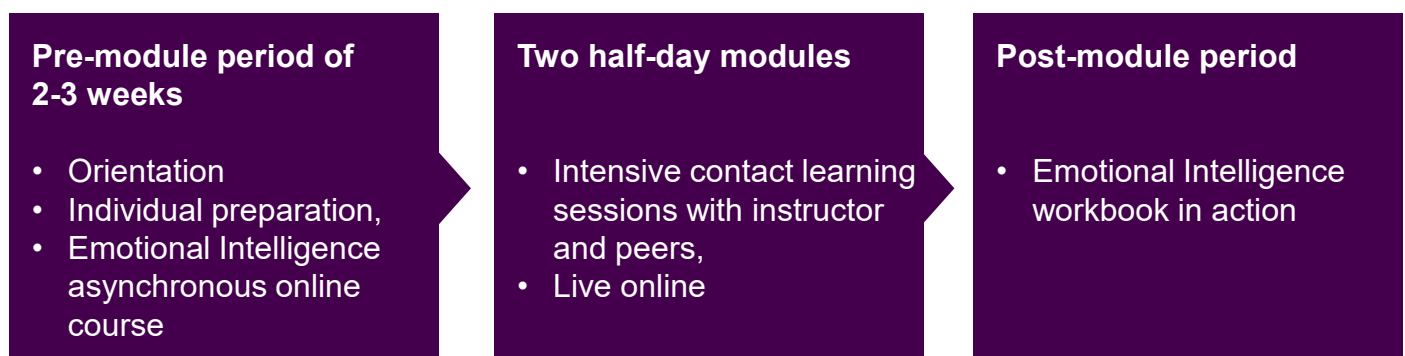 Pre-module period of
2-3 weeks
• Orientation
• Individual preparation,
• Emotional Intelligence
asynchronous online
course
Two half-day modules
• Intensive contact learning
sessions with instructor
and peers,
• Live online
Post-module period
• Emotional Intelligence
workbook in action